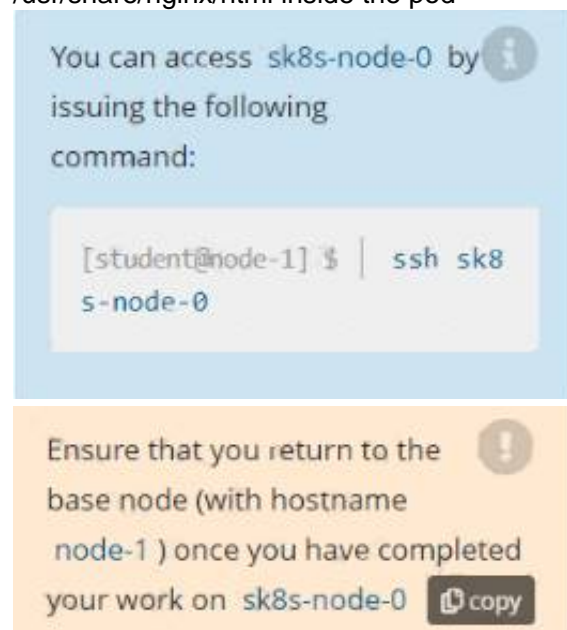 /usr/share/nginx/html inside the pod
You can access sk8s-node-0 by
issuing the following
command:
[student@node-1] $ | ssh sk8
s-node-0
Ensure that you return to the
base node (with hostname
node-1 ) once you have completed
your work on sk8s-node-0 copy